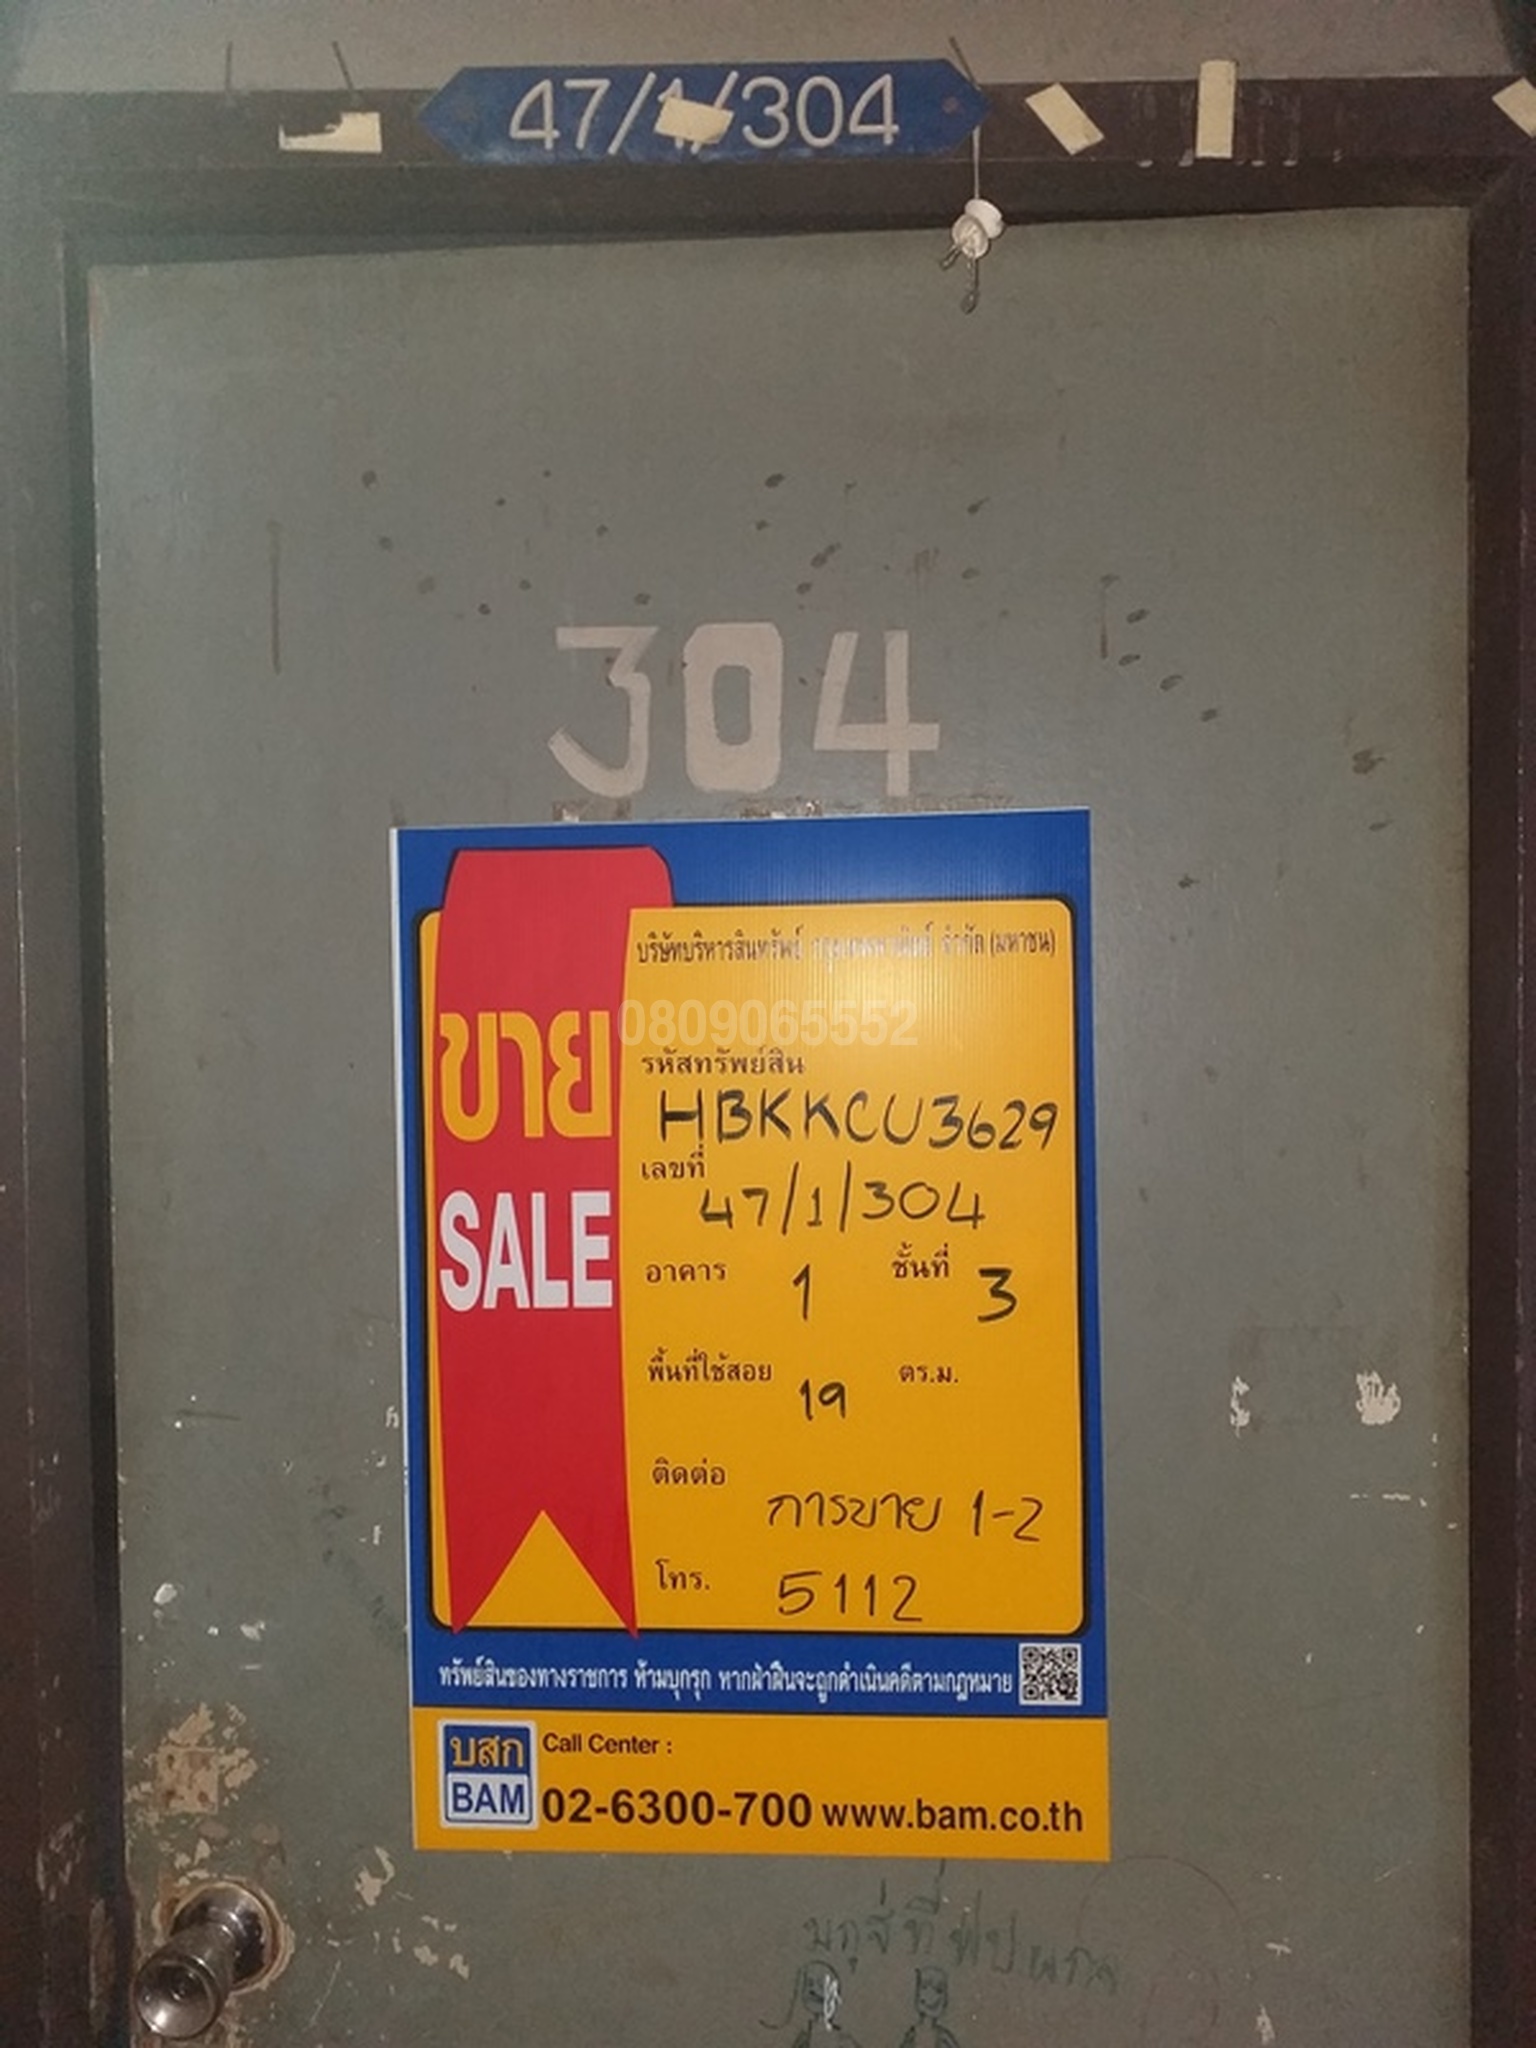 47/1/304
304
บริษัทบริหารสินทรัพย์ กรุงเทพพาณิชย์ จำกัด (มหาชน)
0809065552
ขาย
SALE
รหัสทรัพย์สิน
HBKKCU3629
เลขที่
47/1/304
อาคาร 1 ชั้นที่ 3
พื้นที่ใช้สอย 19 ตร.ม.
ติดต่อ
การขาย 1-2
โทร. 5112
ทรัพย์สินของทางราชการ ห้ามบุกรุก หากฝ่าฝืนจะถูกดำเนินคดีตามกฎหมาย
บสก
BAM
Call Center :
02-6300-700 www.bam.co.th